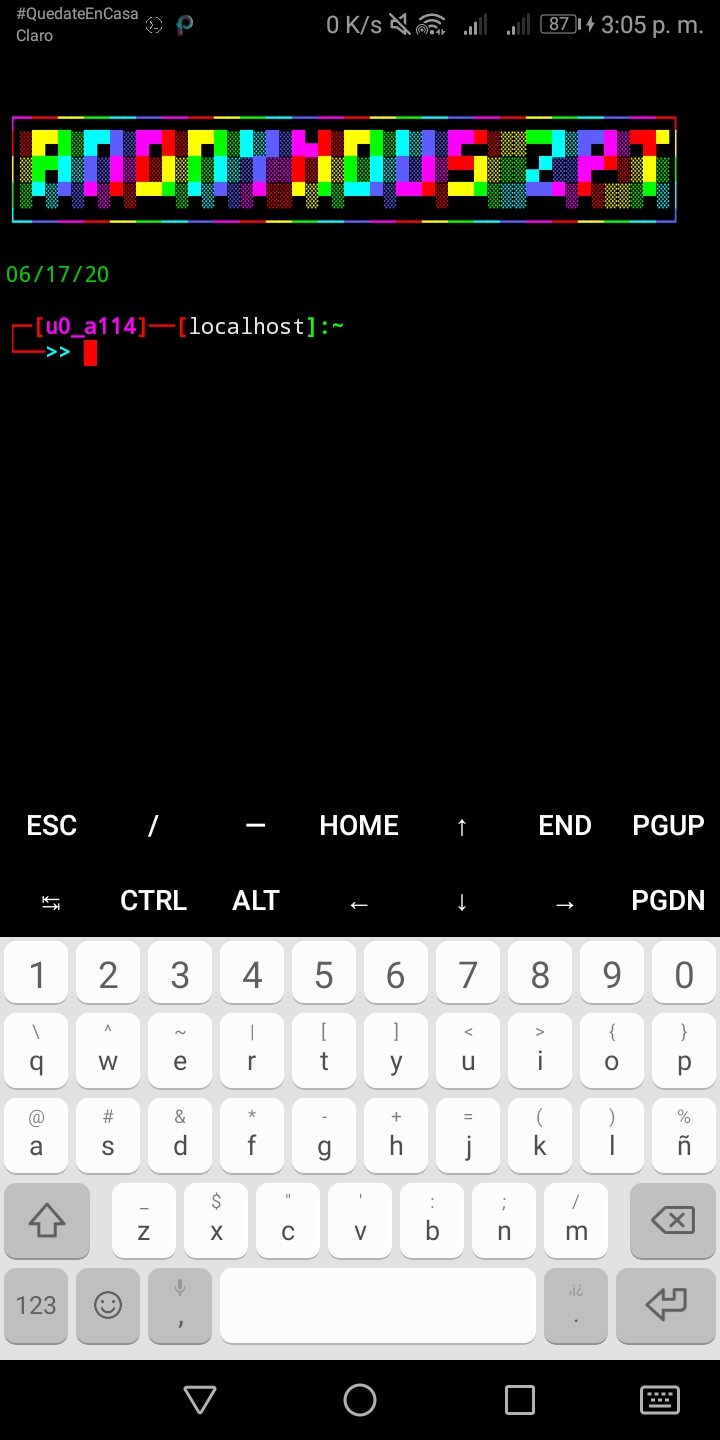 #QuedateEnCasa
Claro
0 K/s 87 3:05 p. m.
06/17/20
[u0_a114]—[localhost]:~
>>
ESC / — HOME ↑ END PGUP
↹ CTRL ALT ← ↓ → PGDN
1 2 3 4 5 6 7 8 9 0
\ ^ ~ | [ ] < > { }
q w e r t y u i o p
@ # & * - + = ( ) %
a s d f g h j k l ñ
_ $ " ' : ; /
z x c v b n m
123 , .